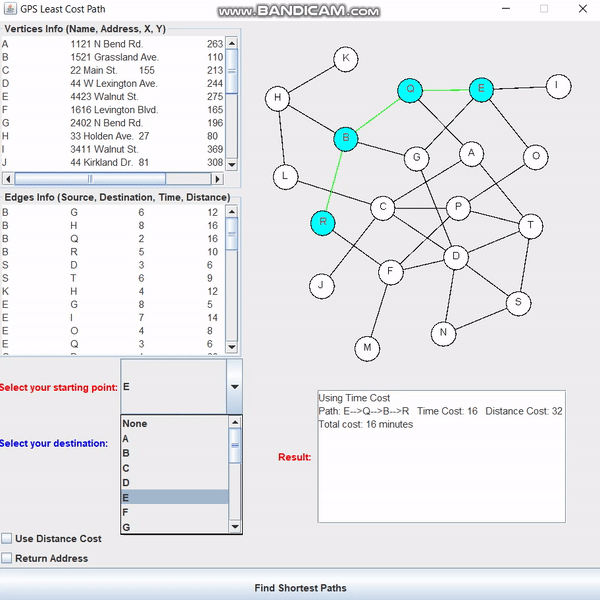 GPS Least Cost Path
www.BANDICAM.com
Vertices Info (Name, Address, X, Y)
A 1121 N Bend Rd. 263
B 1521 Grassland Ave. 110
C 22 Main St. 155 213
D 44 W Lexington Ave. 244
E 4423 Walnut St. 275
F 1616 Levington Blvd. 165
G 2402 N Bend Rd. 196
H 33 Holden Ave. 27 80
I 3411 Walnut St. 369
J 44 Kirkland Dr. 81 308
Edges Info (Source, Destination, Time, Distance)
B G 6 12
B H 8 16
B Q 2 16
B R 5 10
S D 3 6
S T 6 9
K H 4 12
E G 8 5
E I 7 14
E O 4 8
E Q 3 6
K
H
Q
E
I
B
G
A
O
L
C
P
R
T
D
F
J
S
N
M
Select your starting point:
E
None
A
B
C
D
E
F
G
Select your destination:
Use Distance Cost
Return Address
Result:
Using Time Cost
Path: E-->Q-->B-->R Time Cost: 16 Distance Cost: 32
Total cost: 16 minutes
Find Shortest Paths